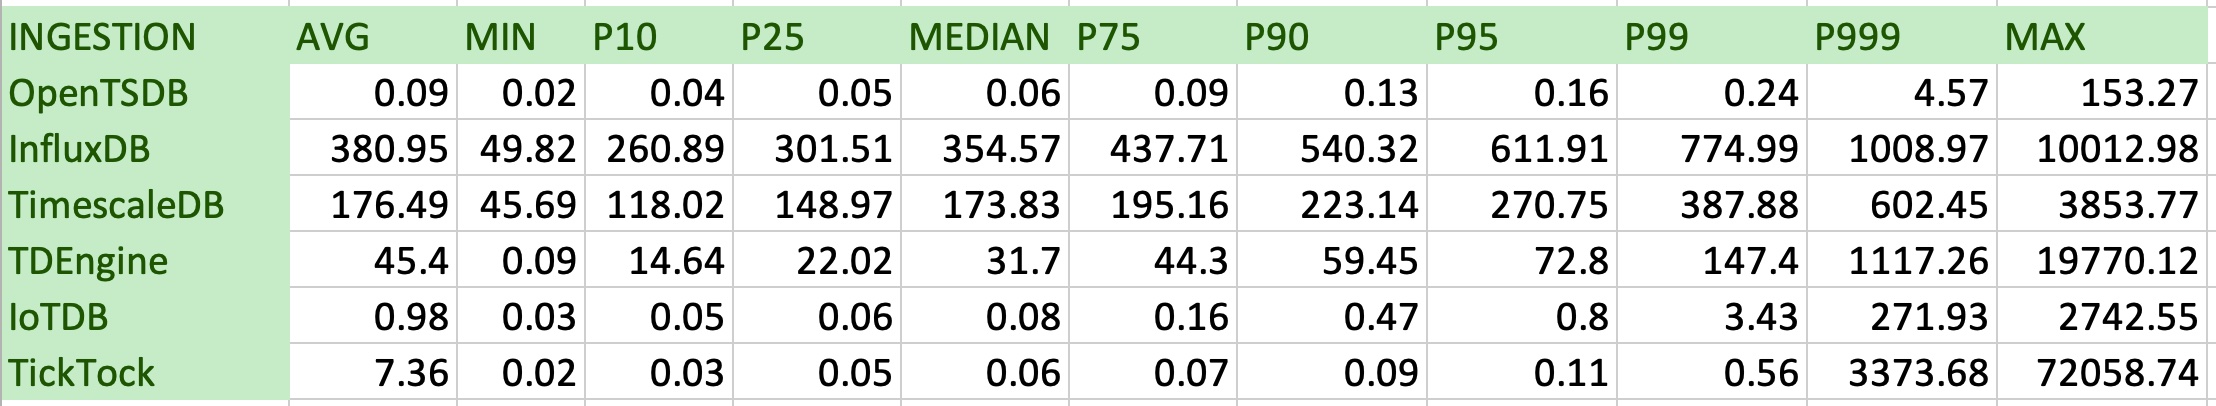 INGESTION AVG MIN P10 P25 MEDIAN P75 P90 P95 P99 P999 MAX
OpenTSDB 0.09 0.02 0.04 0.05 0.06 0.09 0.13 0.16 0.24 4.57 153.27
InfluxDB 380.95 49.82 260.89 301.51 354.57 437.71 540.32 611.91 774.99 1008.97 10012.98
TimescaleDB 176.49 45.69 118.02 148.97 173.83 195.16 223.14 270.75 387.88 602.45 3853.77
TDEngine 45.4 0.09 14.64 22.02 31.7 44.3 59.45 72.8 147.4 1117.26 19770.12
IoTDB 0.98 0.03 0.05 0.06 0.08 0.16 0.47 0.8 3.43 271.93 2742.55
TickTock 7.36 0.02 0.03 0.05 0.06 0.07 0.09 0.11 0.56 3373.68 72058.74